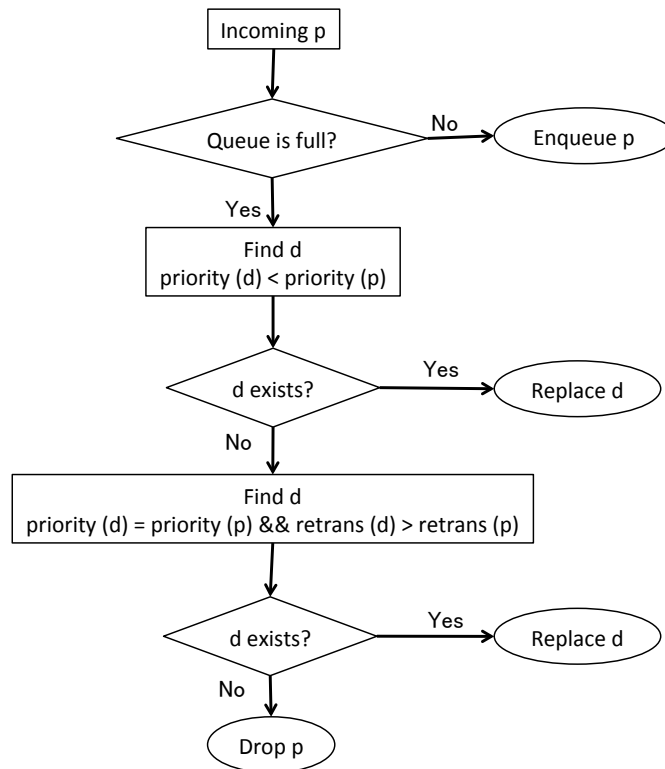 Incoming p
Queue is full?
No
Enqueue p
Yes
Find d
priority (d) < priority (p)
d exists?
Yes
Replace d
No
Find d
priority (d) = priority (p) && retrans (d) > retrans (p)
d exists?
Yes
Replace d
No
Drop p